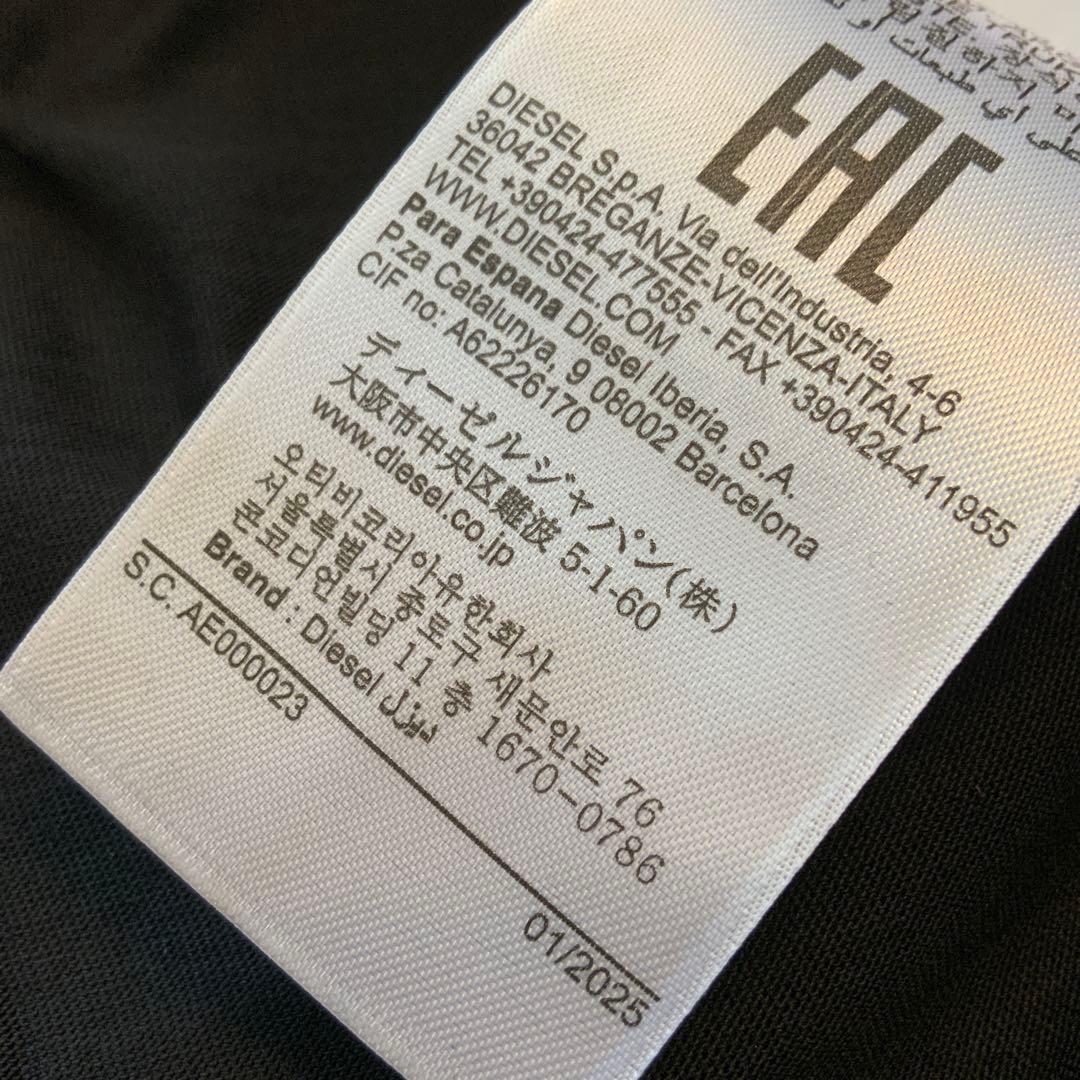 EAC
DIESEL S.p.A. Via dell'Industria, 4-6
36042 BREGANZE-VICENZA-ITALY
TEL +390424-477555 - FAX +390424-411955
WWW.DIESEL.COM
Para Espana Diesel Iberia, S.A.
P.za Catalunya, 9 08002 Barcelona
CIF no: A62226170
ディーゼルジャパン(株)
大阪市中央区難波 5-1-60
www.diesel.co.jp
오티비코리아유한회사
서울특별시 종로구 새문안로 76
콘코디언빌딩 11 층 1670-0786
Brand : Diesel ديزل
S.C. AE000023
01/2025